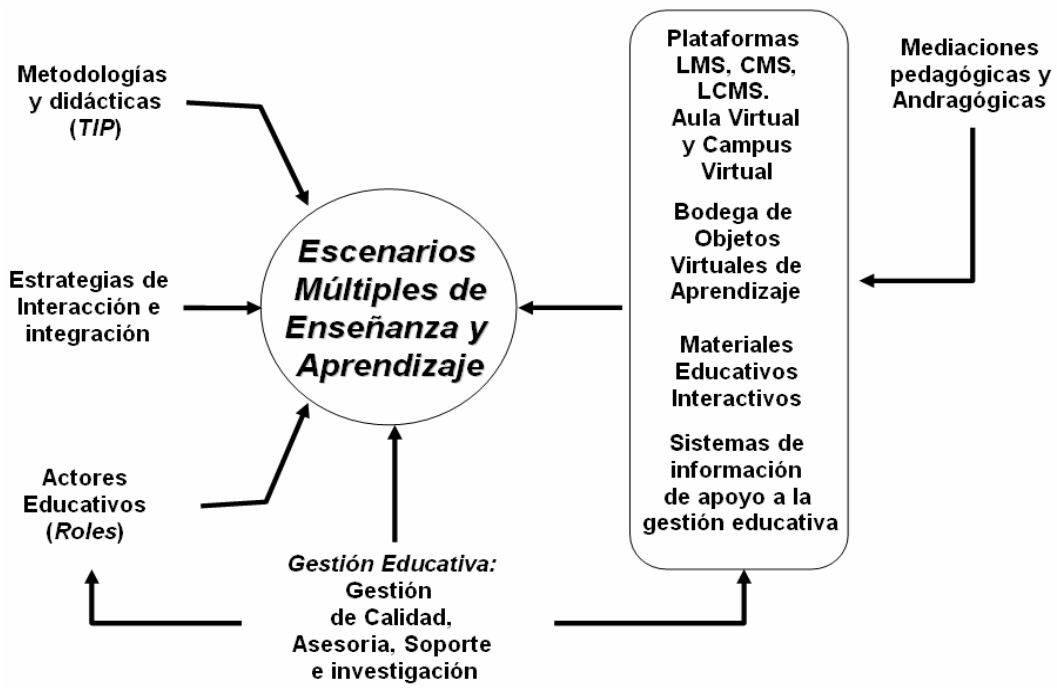 Metodologías
y didácticas
(TIP)
Estrategias de
Interacción e
integración
Actores
Educativos
(Roles)
Escenarios
Múltiples de
Enseñanza y
Aprendizaje
Gestión Educativa:
Gestión
de Calidad,
Asesoria, Soporte
e investigación
Plataformas
LMS, CMS,
LCMS.
Aula Virtual
y Campus
Virtual
Bodega de
Objetos
Virtuales de
Aprendizaje
Materiales
Educativos
Interactivos
Sistemas de
información
de apoyo a la
gestión educativa
Mediaciones
pedagógicas y
Andragógicas